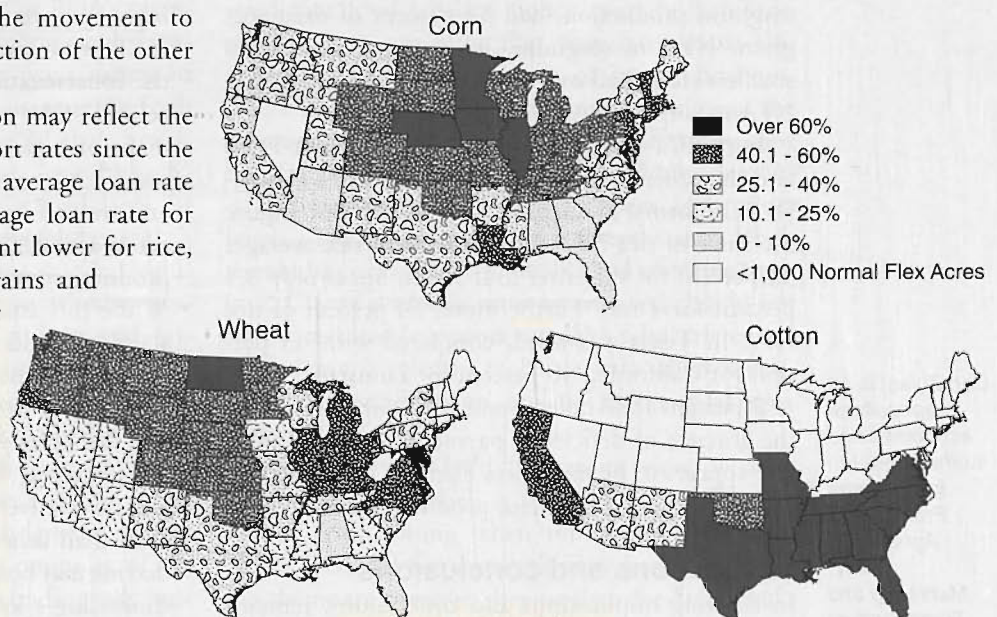 he movement to
ction of the other
on may reflect the
ort rates since the
average loan rate
age loan rate for
nt lower for rice,
rains and
Corn
Over 60%
40.1 - 60%
25.1 - 40%
10.1 - 25%
0 - 10%
<1,000 Normal Flex Acres
Wheat
Cotton